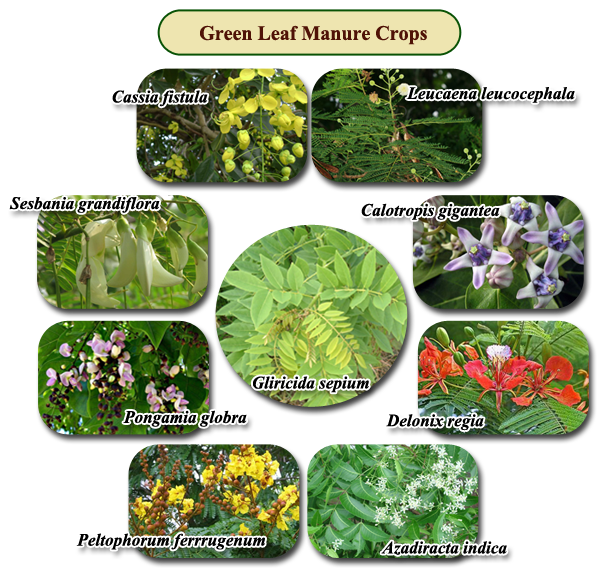 Green Leaf Manure Crops
Cassia fistula
Leucaena leucocephala
Sesbania grandiflora
Calotropis gigantea
Gliricida sepium
Pongamia globra
Delonix regia
Peltophorum ferrrugenum
Azadiracta indica